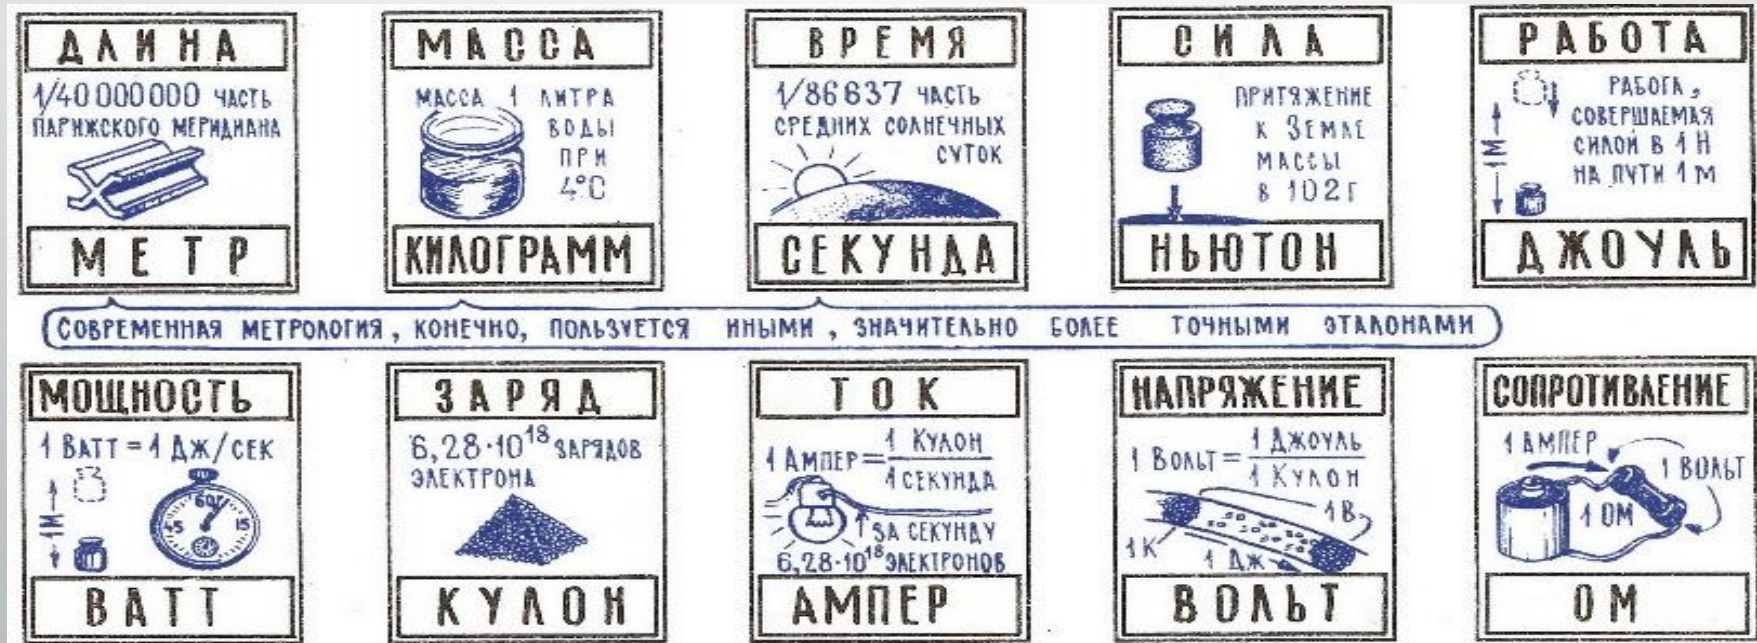 ДЛИНА
1/40 000 000 ЧАСТЬ
ПАРИЖСКОГО МЕРИДИАНА
МЕТР
МАССА
МАССА 1 ЛИТРА
ВОДЫ
ПРИ
4°С
КИЛОГРАММ
ВРЕМЯ
1/86637 ЧАСТЬ
СРЕДНИХ СОЛНЕЧНЫХ
СУТОК
СЕКУНДА
СИЛА
ПРИТЯЖЕНИЕ
К ЗЕМЛЕ
МАССЫ
В 102 Г
НЬЮТОН
РАБОТА
РАБОГА,
СОВЕРШАЕМАЯ
СИЛОЙ В 1 Н
НА ПУТИ 1 М
1М
ДЖОУЛЬ
СОВРЕМЕННАЯ МЕТРОЛОГИЯ, КОНЕЧНО, ПОЛЬЗУЕТСЯ ИНЫМИ, ЗНАЧИТЕЛЬНО БОЛЕЕ ТОЧНЫМИ ЭТАЛОНАМИ
МОЩНОСТЬ
1 ВАТТ = 1 ДЖ/СЕК
1М
60
45 15
ВАТТ
ЗАРЯД
6,28·10¹⁸ ЗАРЯДОВ
ЭЛЕКТРОНА
КУЛОН
ТОК
1 АМПЕР = 1 КУЛОН
1 СЕКУНДА
ЗА СЕКУНДУ
6,28·10¹⁸ ЭЛЕКТРОНОВ
АМПЕР
НАПРЯЖЕНИЕ
1 ВОЛЬТ = 1 ДЖОУЛЬ
1 КУЛОН
1В
1К
1 ДЖ
ВОЛЬТ
СОПРОТИВЛЕНИЕ
1 АМПЕР
1 ВОЛЬТ
1 ОМ
ОМ